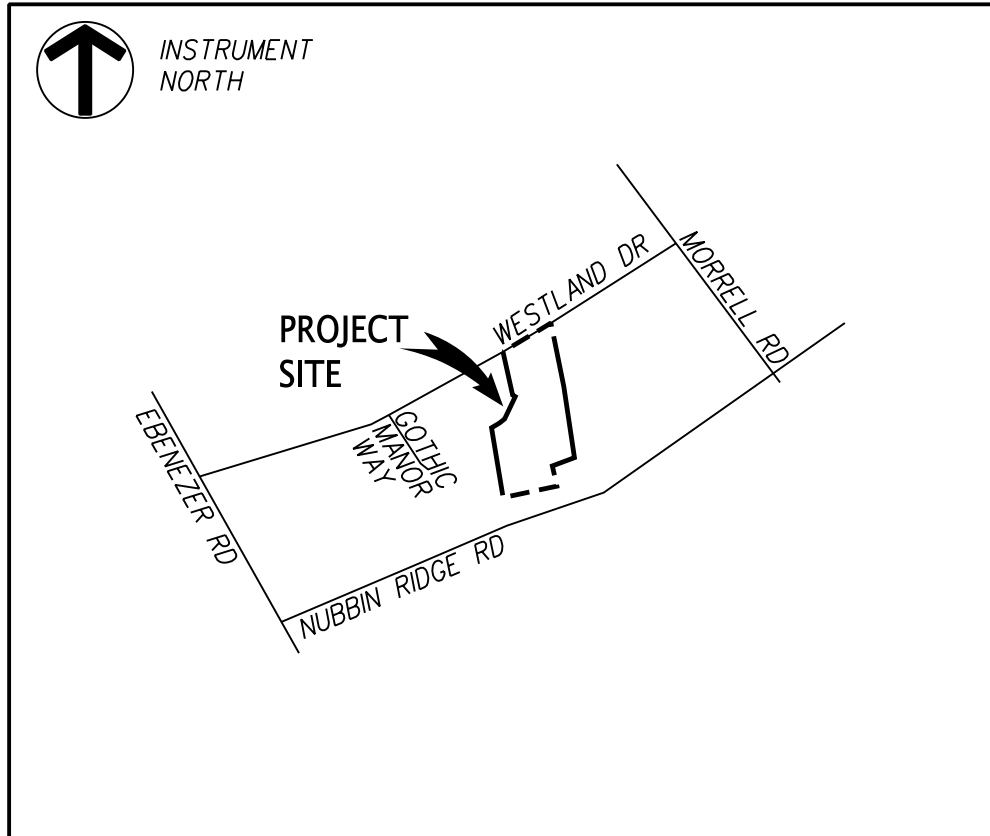 INSTRUMENT
NORTH
WESTLAND DR
MORRELL RD
PROJECT
SITE
GOTHIC
MANOR
WAY
EBENEZER RD
NUBBIN RIDGE RD